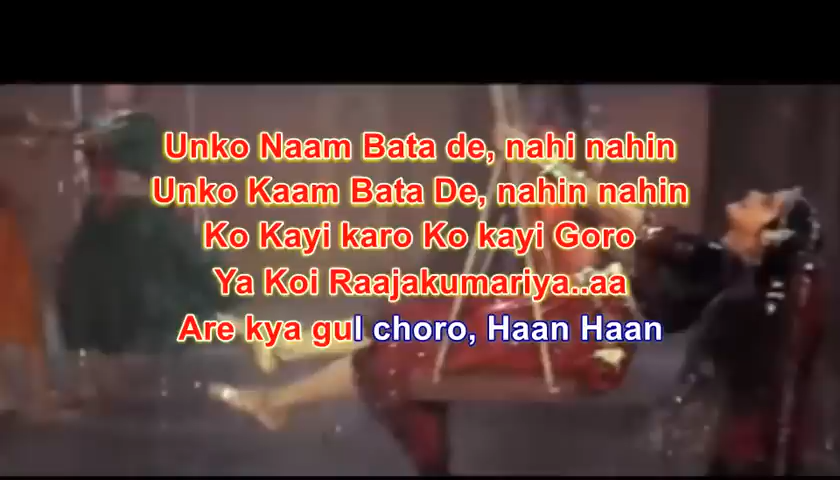 Unko Naam Bata de, nahi nahin
Unko Kaam Bata De, nahin nahin
Ko Kayi karo Ko kayi Goro
Ya Koi Raajakumariya..aa
Are kya gul choro, Haan Haan